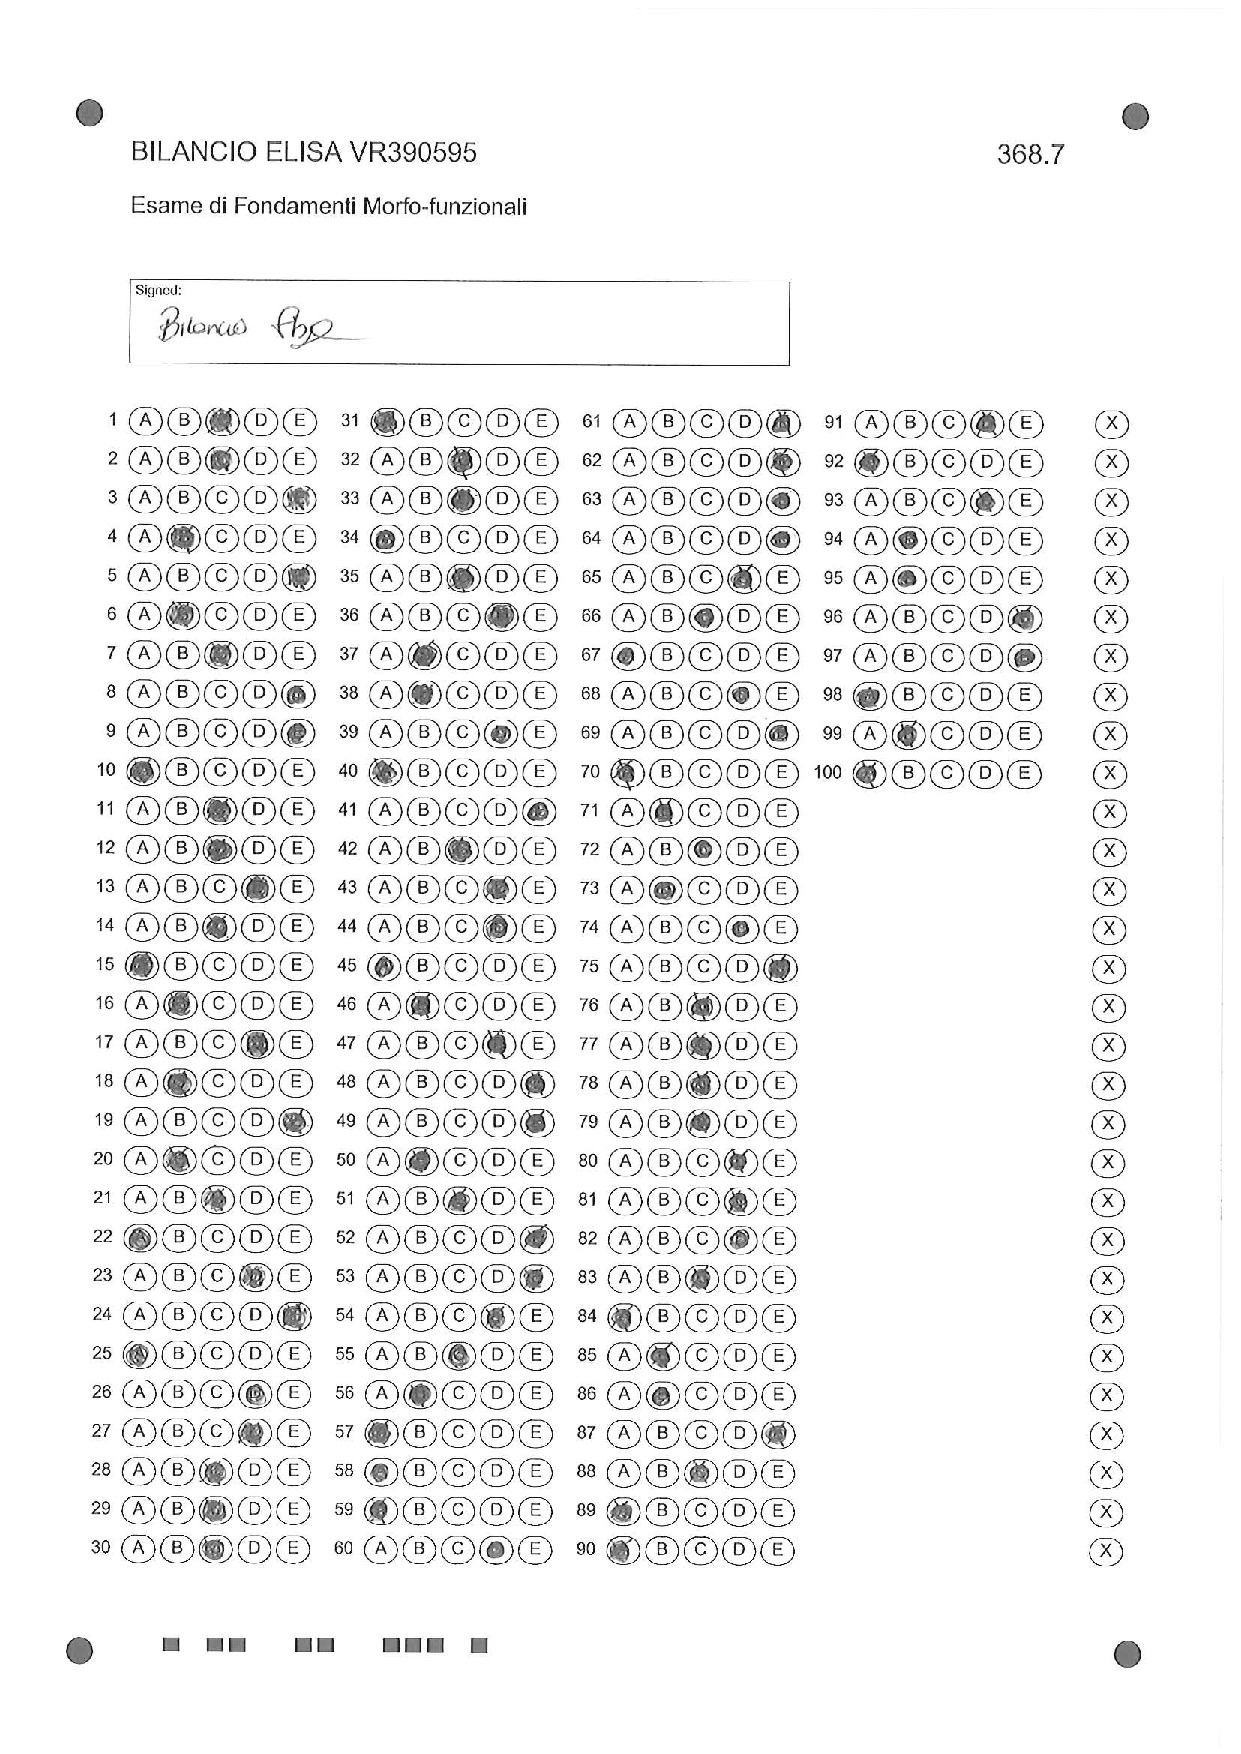 BILANCIO ELISA VR390595 368.7
Esame di Fondamenti Morfo-funzionali
Signed:
Bilancio
1 A B D E 31 B C D E 61 A B C D 91 A B C E X
2 A B D E 32 A B D E 62 A B C D 92 B C D E X
3 A B C D 33 A B D E 63 A B C D 93 A B C E X
4 A C D E 34 B C D E 64 A B C D 94 A C D E X
5 A B C D 35 A B D E 65 A B C E 95 A C D E X
6 A C D E 36 A B C E 66 A B D E 96 A B C D X
7 A B D E 37 A C D E 67 B C D E 97 A B C D X
8 A B C D 38 A C D E 68 A B C E 98 B C D E X
9 A B C D 39 A B C E 69 A B C D 99 A C D E X
10 B C D E 40 B C D E 70 B C D E 100 B C D E X
11 A B D E 41 A B C D 71 A C D E X
12 A B D E 42 A B D E 72 A B D E X
13 A B C E 43 A B C E 73 A C D E X
14 A B D E 44 A B C E 74 A B C E X
15 B C D E 45 B C D E 75 A B C D X
16 A C D E 46 A C D E 76 A B D E X
17 A B C E 47 A B C E 77 A B D E X
18 A C D E 48 A B C D 78 A B D E X
19 A B C D 49 A B C D 79 A B D E X
20 A C D E 50 A C D E 80 A B C E X
21 A B D E 51 A B D E 81 A B C E X
22 B C D E 52 A B C D 82 A B C E X
23 A B C E 53 A B C D 83 A B D E X
24 A B C D 54 A B C E 84 B C D E X
25 B C D E 55 A B D E 85 A C D E X
26 A B C E 56 A C D E 86 A C D E X
27 A B C E 57 B C D E 87 A B C D X
28 A B D E 58 B C D E 88 A B D E X
29 A B D E 59 B C D E 89 B C D E X
30 A B D E 60 A B C E 90 B C D E X